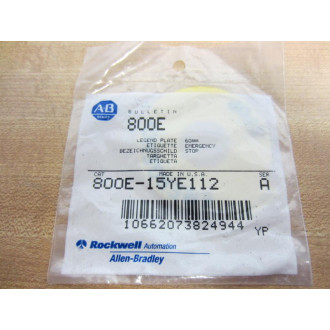 AB
BULLETIN
800E
LEGEND PLATE 60MM
ETIQUETTE EMERGENCY
BEZEICHNUGSSCHILD STOP
TARGHETTA
ETIQUETA
CAT MADE IN U.S.A. SER
800E-15YE112 A
10662073824944 YP
Rockwell Automation
Allen-Bradley